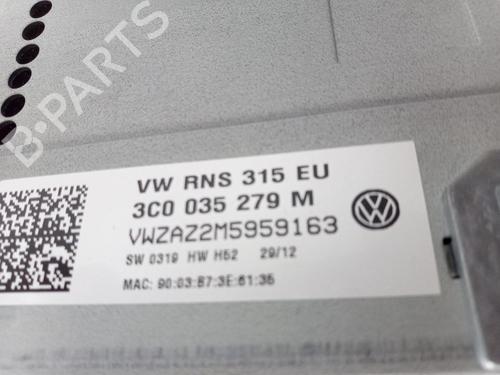 B-PARTS
VW RNS 315 EU
3C0 035 279 M
VWZAZ2M5959163
SW 0319 HW H52 29/12
MAC: 90:03:B7:3E:61:35